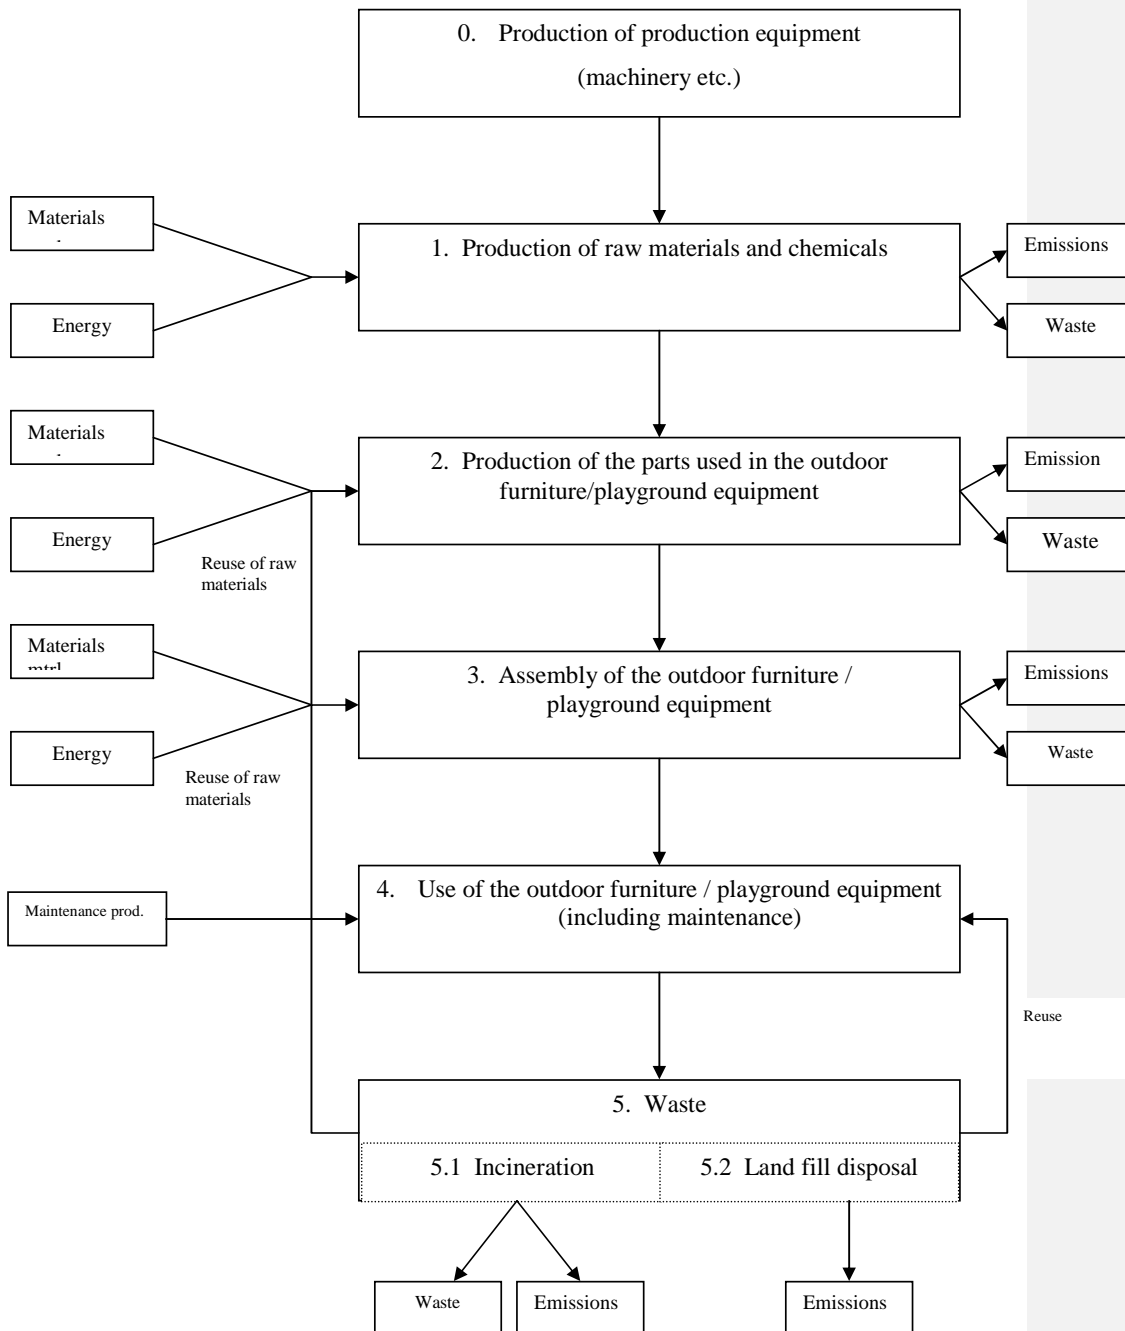 0. Production of production equipment
(machinery etc.)
Materials
1. Production of raw materials and chemicals
Emissions
Energy
Waste
Materials
2. Production of the parts used in the outdoor
furniture/playground equipment
Emission
Energy
Waste
Reuse of raw
materials
Materials
3. Assembly of the outdoor furniture /
playground equipment
Emissions
Energy
Waste
Reuse of raw
materials
4. Use of the outdoor furniture / playground equipment
(including maintenance)
Maintenance prod.
Reuse
5. Waste
5.1 Incineration
5.2 Land fill disposal
Waste
Emissions
Emissions